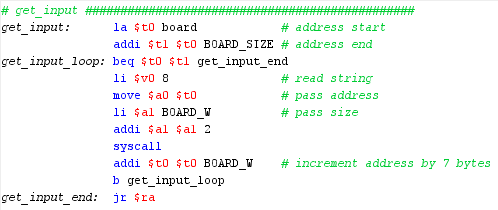 # get_input #################################################
get_input: la $t0 board # address start
addi $t1 $t0 BOARD_SIZE # address end
get_input_loop: beq $t0 $t1 get_input_end
li $v0 8 # read string
move $a0 $t0 # pass address
li $a1 BOARD_W # pass size
addi $a1 $a1 2
syscall
addi $t0 $t0 BOARD_W # increment address by 7 bytes
b get_input_loop
get_input_end: jr $ra